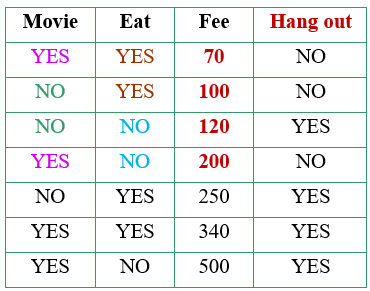 Movie Eat Fee Hang out
YES YES 70 NO
NO YES 100 NO
NO NO 120 YES
YES NO 200 NO
NO YES 250 YES
YES YES 340 YES
YES NO 500 YES